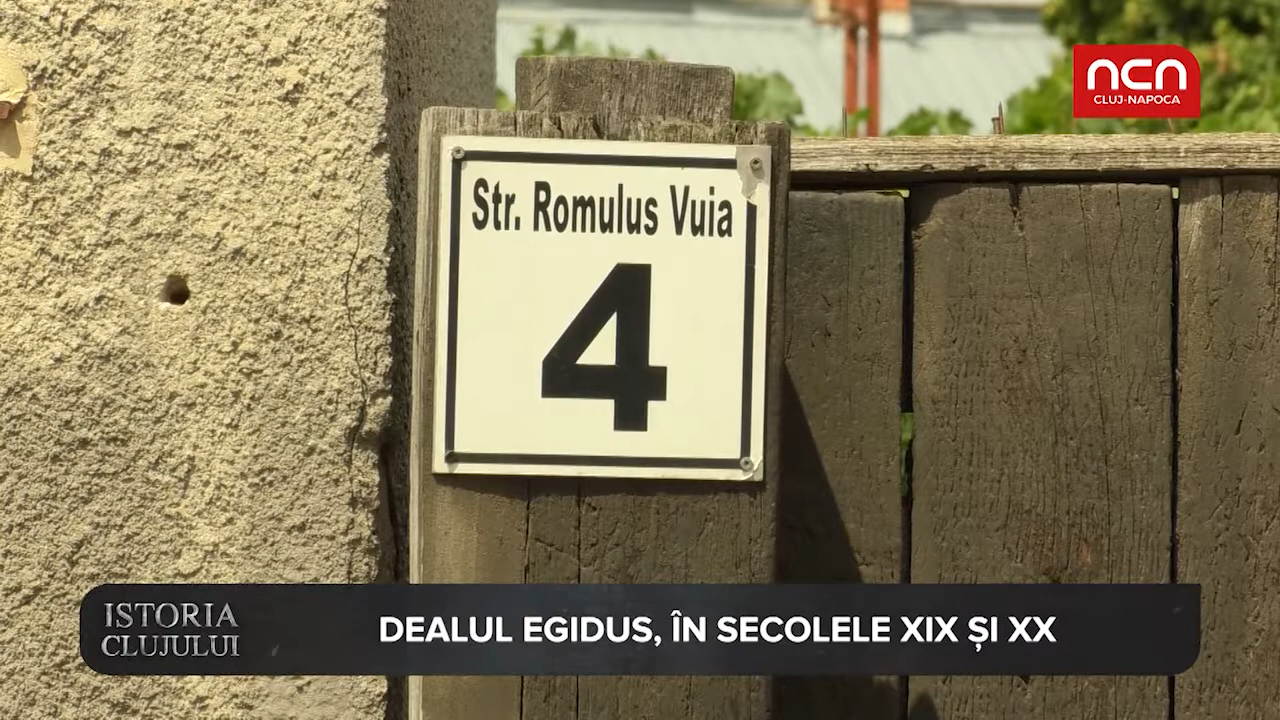 ncn
CLUJ-NAPOCA
Str. Romulus Vuia
4
ISTORIA
CLUJULUI
DEALUL EGIDUS, ÎN SECOLELE XIX ȘI XX